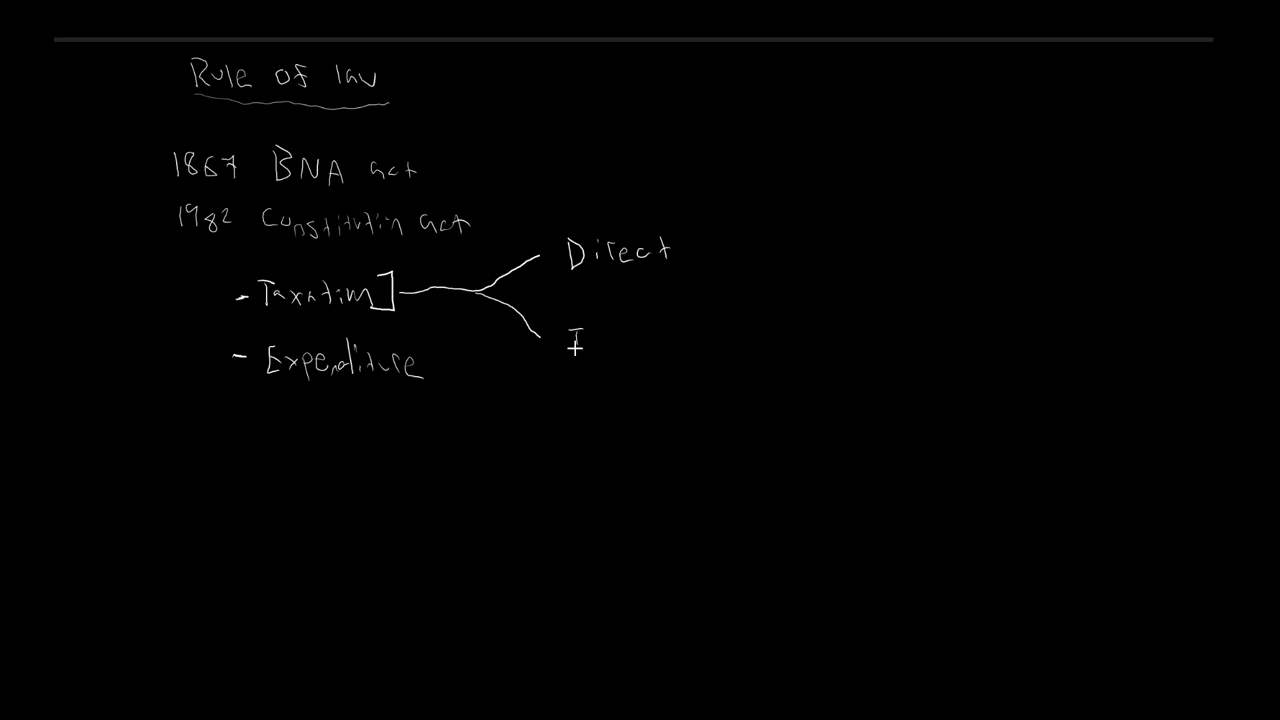 Rule of law
1867 BNA act
1982 Constitution act
- Taxation
Direct
I
- Expenditure